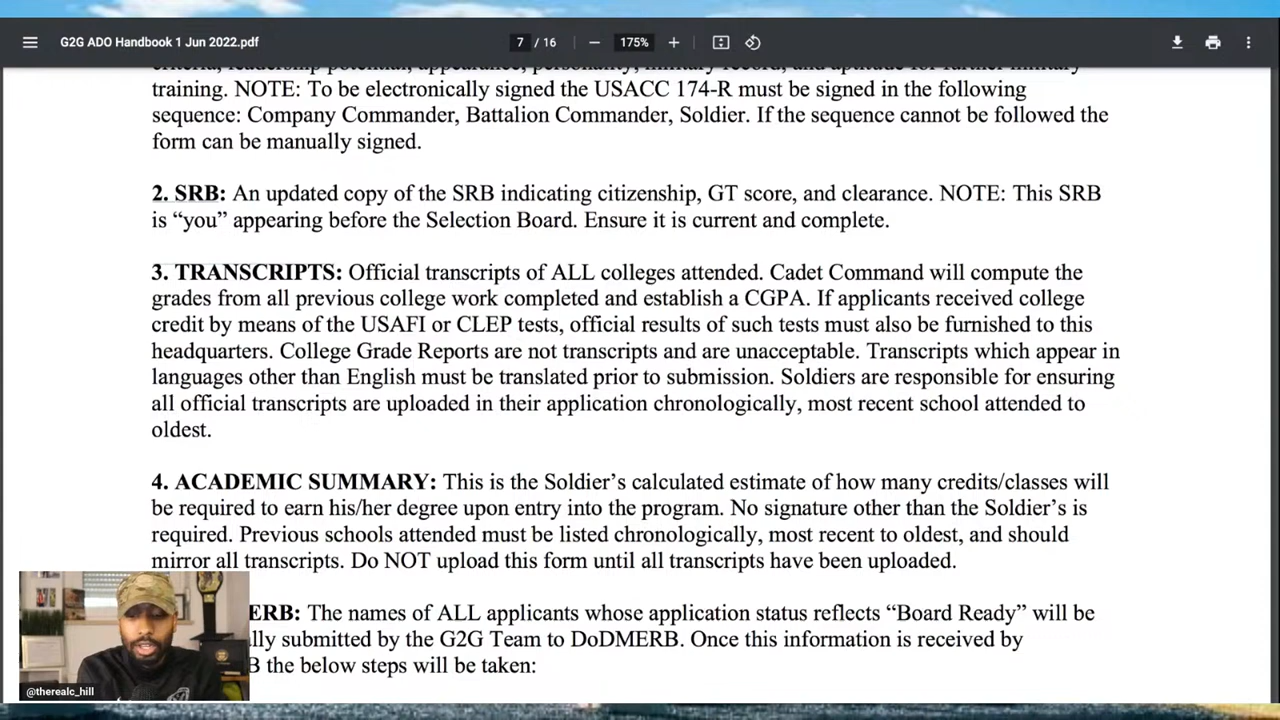 G2G ADO Handbook 1 Jun 2022.pdf
7 / 16
175%
criteria, leadership potential, appearance, personality, military record, and aptitude for further military
training. NOTE: To be electronically signed the USACC 174-R must be signed in the following
sequence: Company Commander, Battalion Commander, Soldier. If the sequence cannot be followed the
form can be manually signed.
2. SRB: An updated copy of the SRB indicating citizenship, GT score, and clearance. NOTE: This SRB
is “you” appearing before the Selection Board. Ensure it is current and complete.
3. TRANSCRIPTS: Official transcripts of ALL colleges attended. Cadet Command will compute the
grades from all previous college work completed and establish a CGPA. If applicants received college
credit by means of the USAFI or CLEP tests, official results of such tests must also be furnished to this
headquarters. College Grade Reports are not transcripts and are unacceptable. Transcripts which appear in
languages other than English must be translated prior to submission. Soldiers are responsible for ensuring
all official transcripts are uploaded in their application chronologically, most recent school attended to
oldest.
4. ACADEMIC SUMMARY: This is the Soldier’s calculated estimate of how many credits/classes will
be required to earn his/her degree upon entry into the program. No signature other than the Soldier’s is
required. Previous schools attended must be listed chronologically, most recent to oldest, and should
mirror all transcripts. Do NOT upload this form until all transcripts have been uploaded.
ERB: The names of ALL applicants whose application status reflects “Board Ready” will be
lly submitted by the G2G Team to DoDMERB. Once this information is received by
B the below steps will be taken:
@therealc_hill